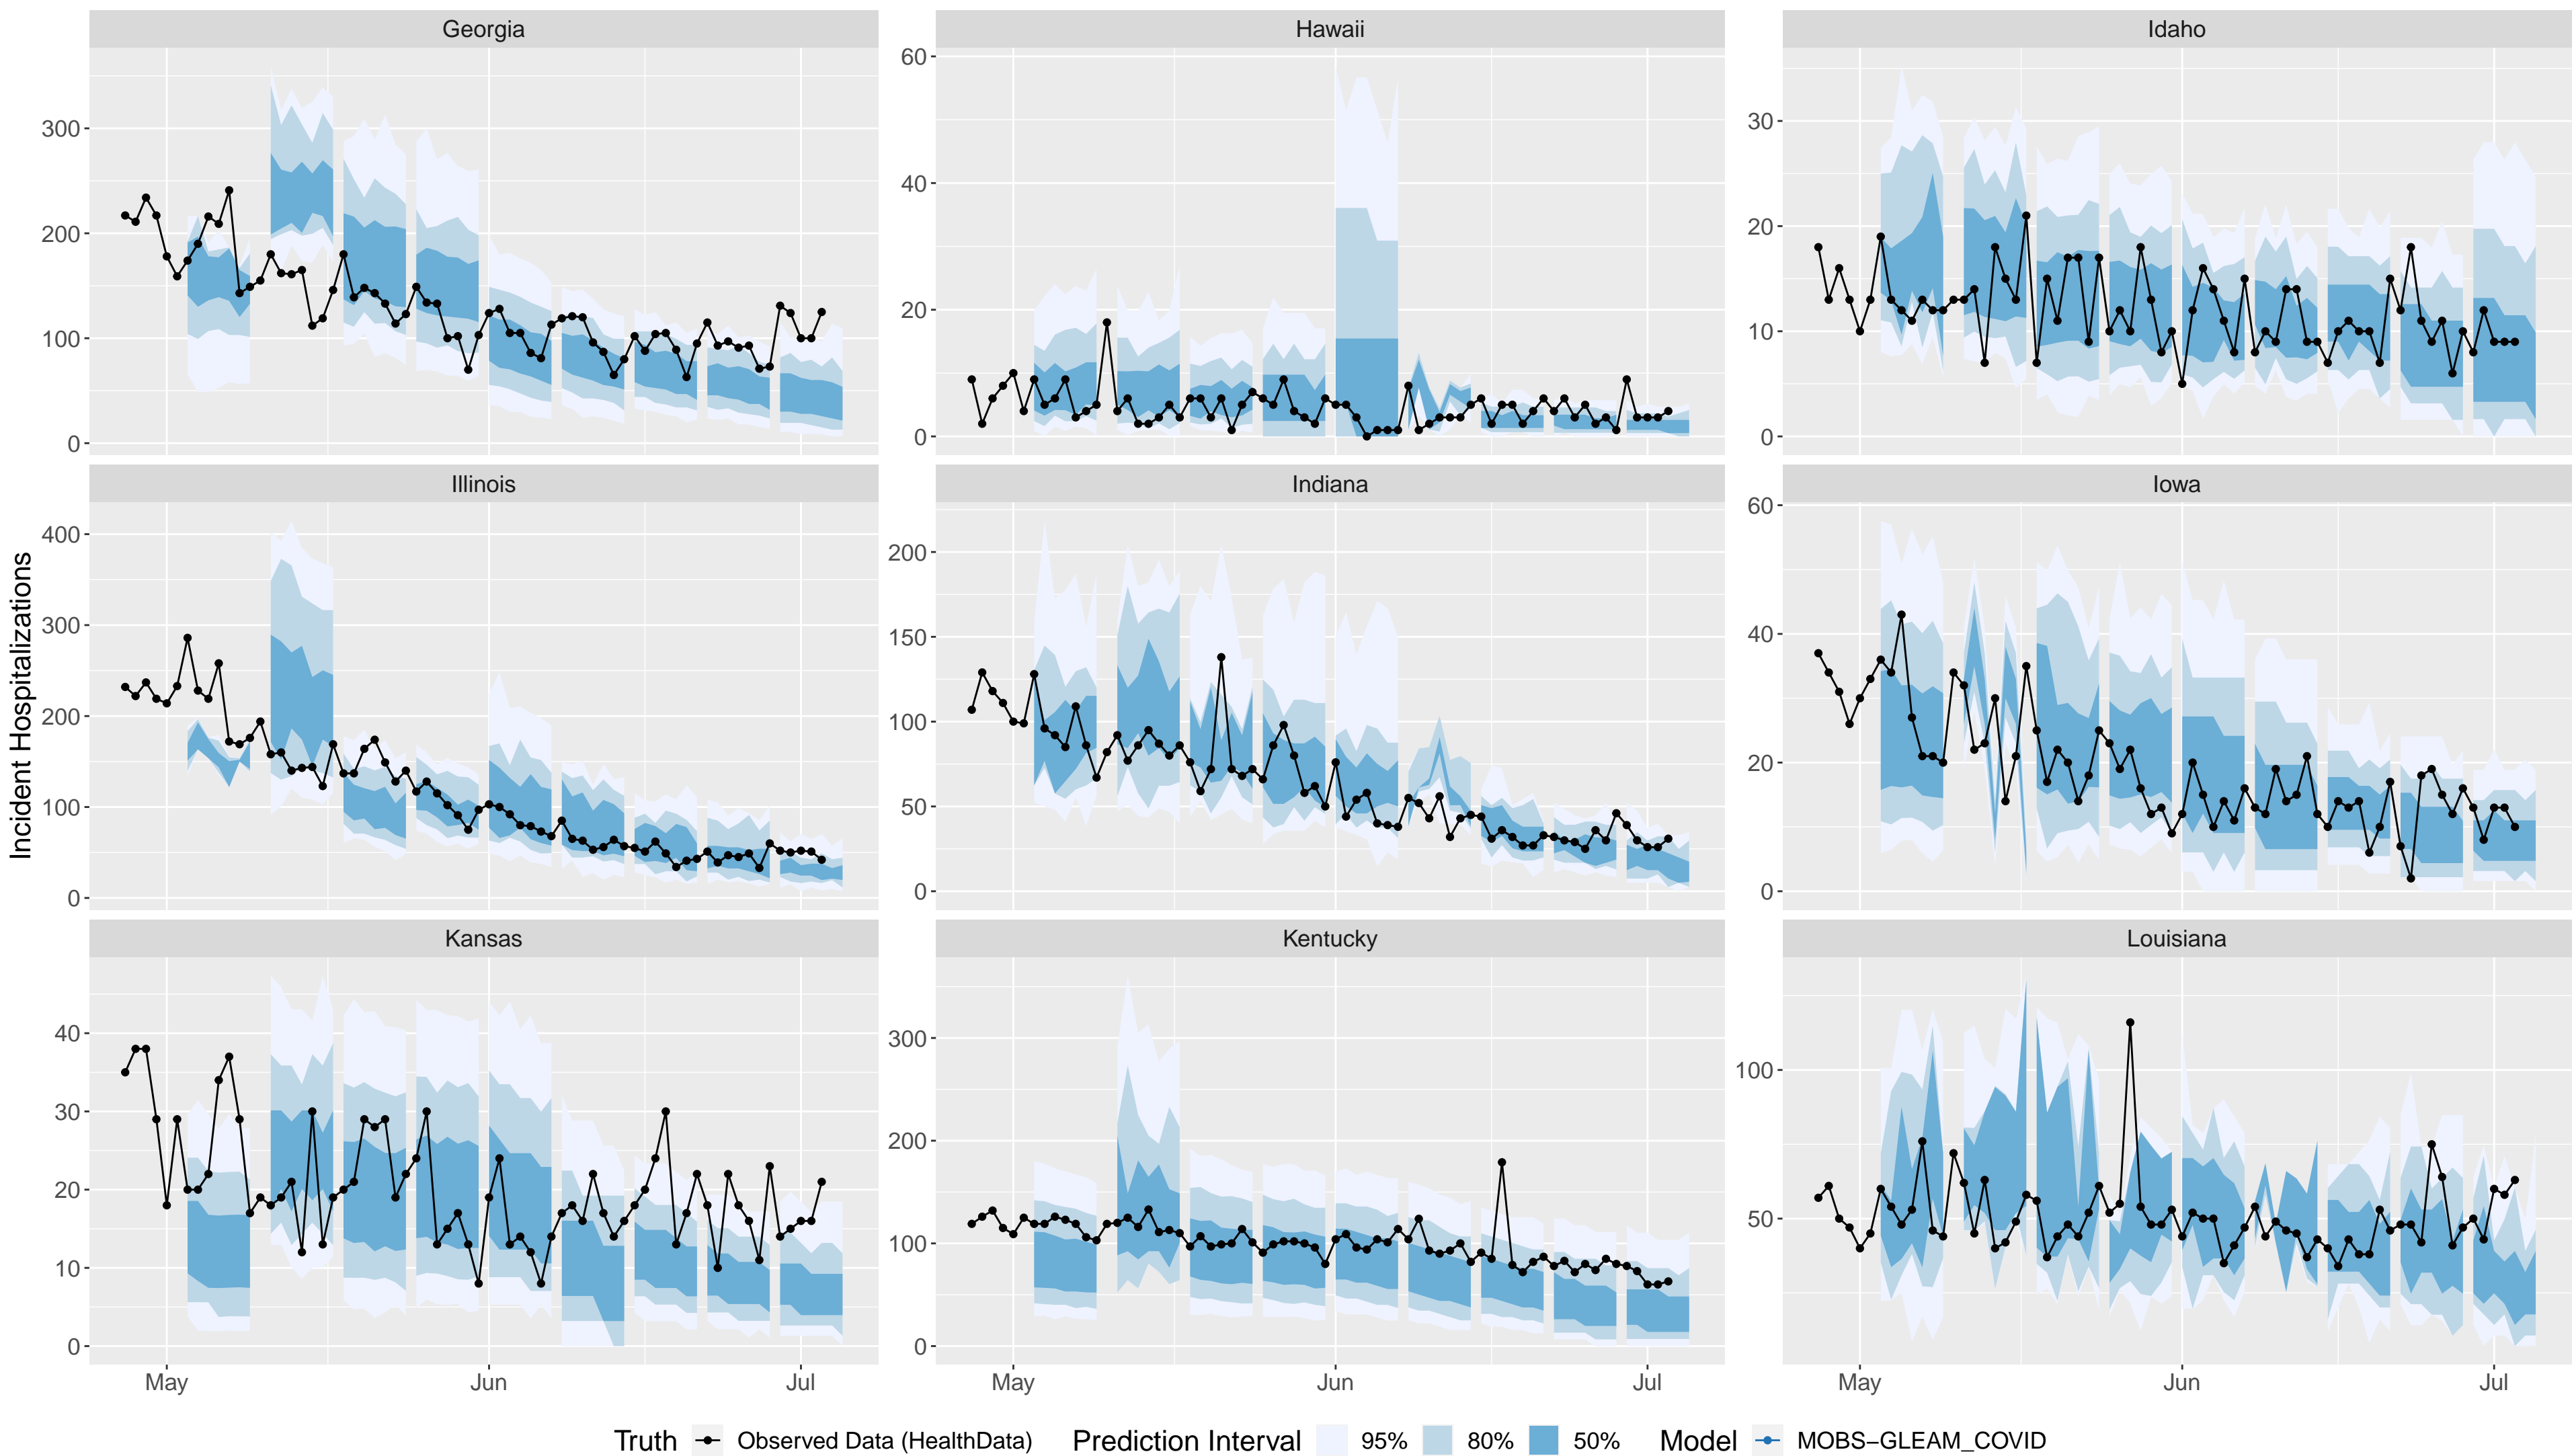 Georgia
Hawaii
Idaho
300
200
100
0
60
40
20
0
30
20
10
0
Illinois
Indiana
Iowa
400
300
200
100
0
200
150
100
50
0
60
40
20
0
Incident Hospitalizations
Kansas
Kentucky
Louisiana
40
30
20
10
0
300
200
100
0
100
50
May Jun Jul
May Jun Jul
May Jun Jul
Truth Observed Data (HealthData) Prediction Interval 95% 80% 50% Model MOBS−GLEAM_COVID